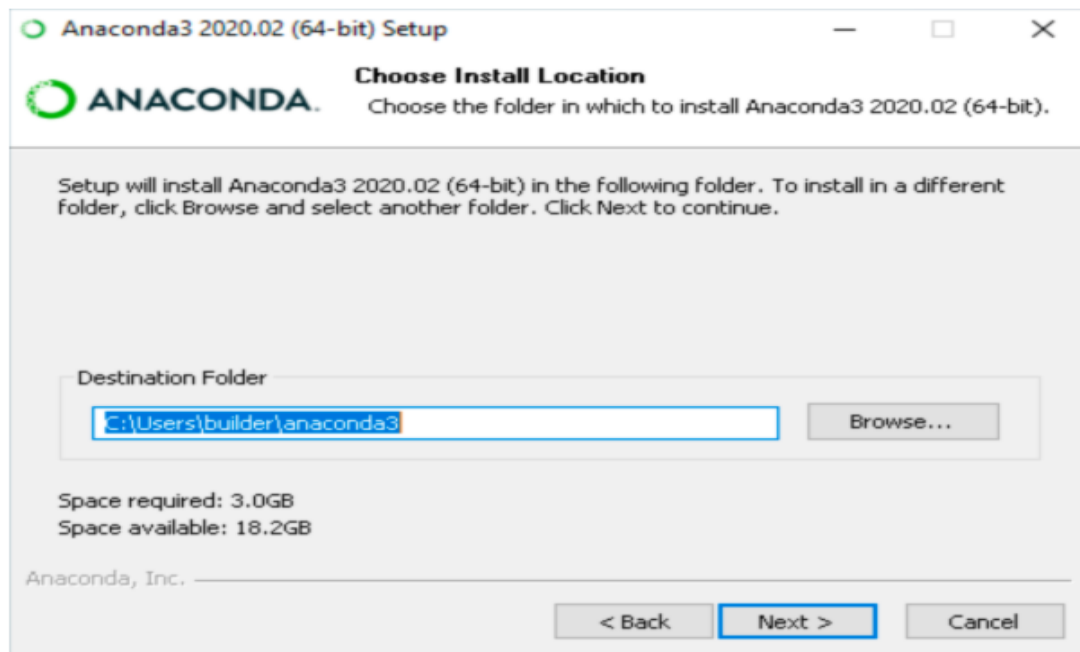 Anaconda3 2020.02 (64-bit) Setup
ANACONDA.
Choose Install Location
Choose the folder in which to install Anaconda3 2020.02 (64-bit).
Setup will install Anaconda3 2020.02 (64-bit) in the following folder. To install in a different
folder, click Browse and select another folder. Click Next to continue.
Destination Folder
C:\Users\builder\anaconda3
Browse...
Space required: 3.0GB
Space available: 18.2GB
Anaconda, Inc.
< Back
Next >
Cancel